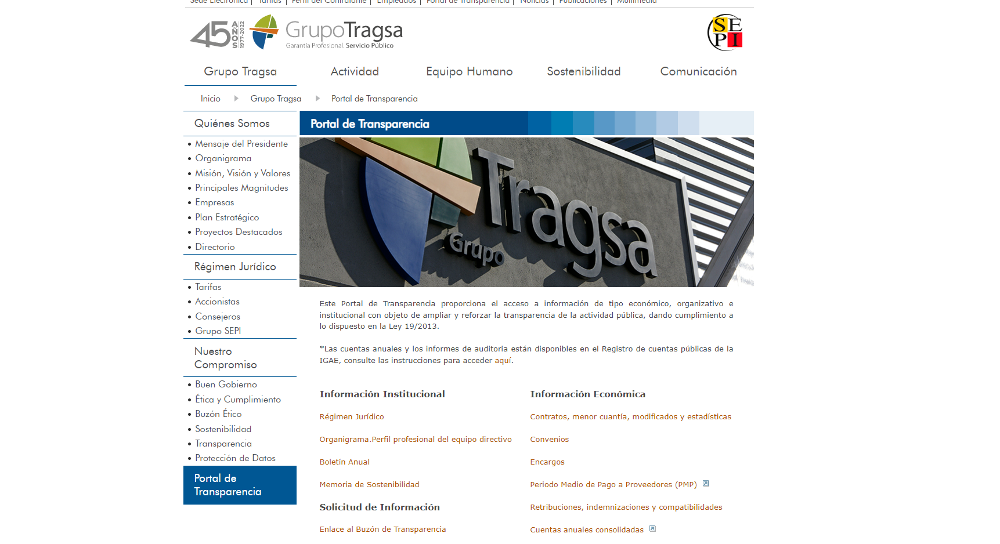 Sede Electrónica | Tarifas | Perfil del Contratante | Empleados | Portal de Transparencia | Noticias | Publicaciones | Multimedia
45 AÑOS 1977-2022
GrupoTragsa
Garantía Profesional. Servicio Público
SEPI
Grupo Tragsa Actividad Equipo Humano Sostenibilidad Comunicación
Inicio Grupo Tragsa Portal de Transparencia
Quiénes Somos
• Mensaje del Presidente
• Organigrama
• Misión, Visión y Valores
• Principales Magnitudes
• Empresas
• Plan Estratégico
• Proyectos Destacados
• Directorio
Régimen Jurídico
• Tarifas
• Accionistas
• Consejeros
• Grupo SEPI
Nuestro
Compromiso
• Buen Gobierno
• Ética y Cumplimiento
• Buzón Ético
• Sostenibilidad
• Transparencia
• Protección de Datos
Portal de
Transparencia
Portal de Transparencia
Tragsa
Grupo
Este Portal de Transparencia proporciona el acceso a información de tipo económico, organizativo e
institucional con objeto de ampliar y reforzar la transparencia de la actividad pública, dando cumplimiento a
lo dispuesto en la Ley 19/2013.
*Las cuentas anuales y los informes de auditoria están disponibles en el Registro de cuentas públicas de la
IGAE, consulte las instrucciones para acceder aquí.
Información Institucional
Régimen Jurídico
Organigrama.Perfil profesional del equipo directivo
Boletín Anual
Memoria de Sostenibilidad
Solicitud de Información
Enlace al Buzón de Transparencia
Información Económica
Contratos, menor cuantía, modificados y estadísticas
Convenios
Encargos
Periodo Medio de Pago a Proveedores (PMP)
Retribuciones, indemnizaciones y compatibilidades
Cuentas anuales consolidadas